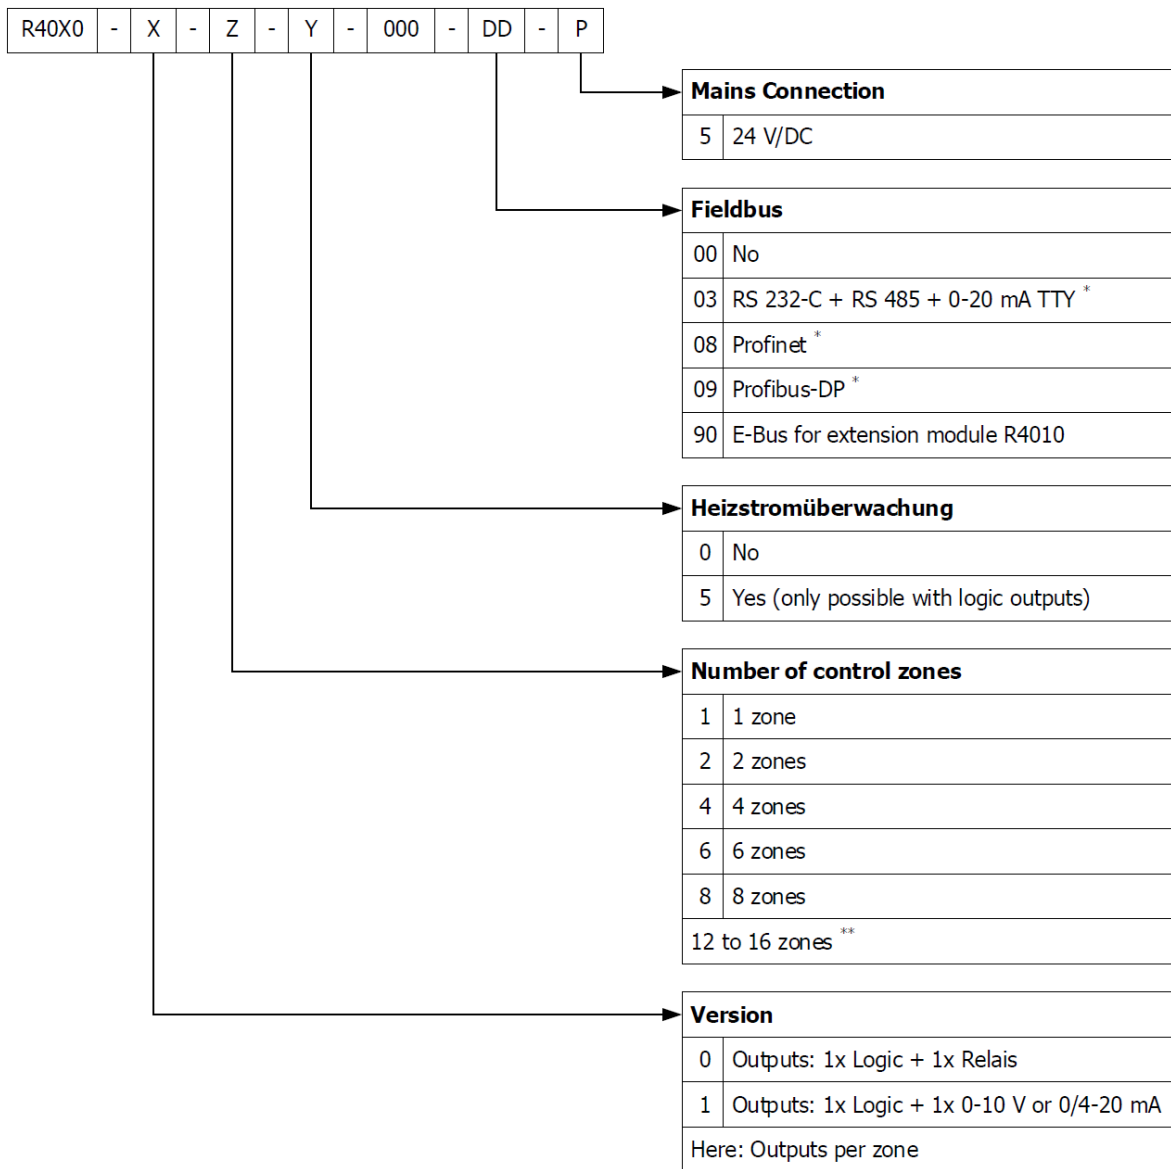 R40X0 - X - Z - Y - 000 - DD - P
Mains Connection
5 24 V/DC
Fieldbus
00 No
03 RS 232-C + RS 485 + 0-20 mA TTY *
08 Profinet *
09 Profibus-DP *
90 E-Bus for extension module R4010
Heizstromüberwachung
0 No
5 Yes (only possible with logic outputs)
Number of control zones
1 1 zone
2 2 zones
4 4 zones
6 6 zones
8 8 zones
12 to 16 zones **
Version
0 Outputs: 1x Logic + 1x Relais
1 Outputs: 1x Logic + 1x 0-10 V or 0/4-20 mA
Here: Outputs per zone